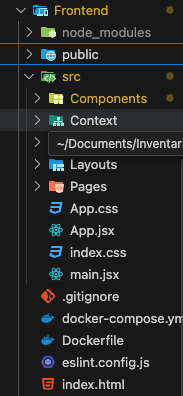 Frontend
node_modules
public
src
Components
Context
~/Documents/Inventar
Layouts
Pages
App.css
App.jsx
index.css
main.jsx
.gitignore
docker-compose.ym
Dockerfile
eslint.config.js
index.html